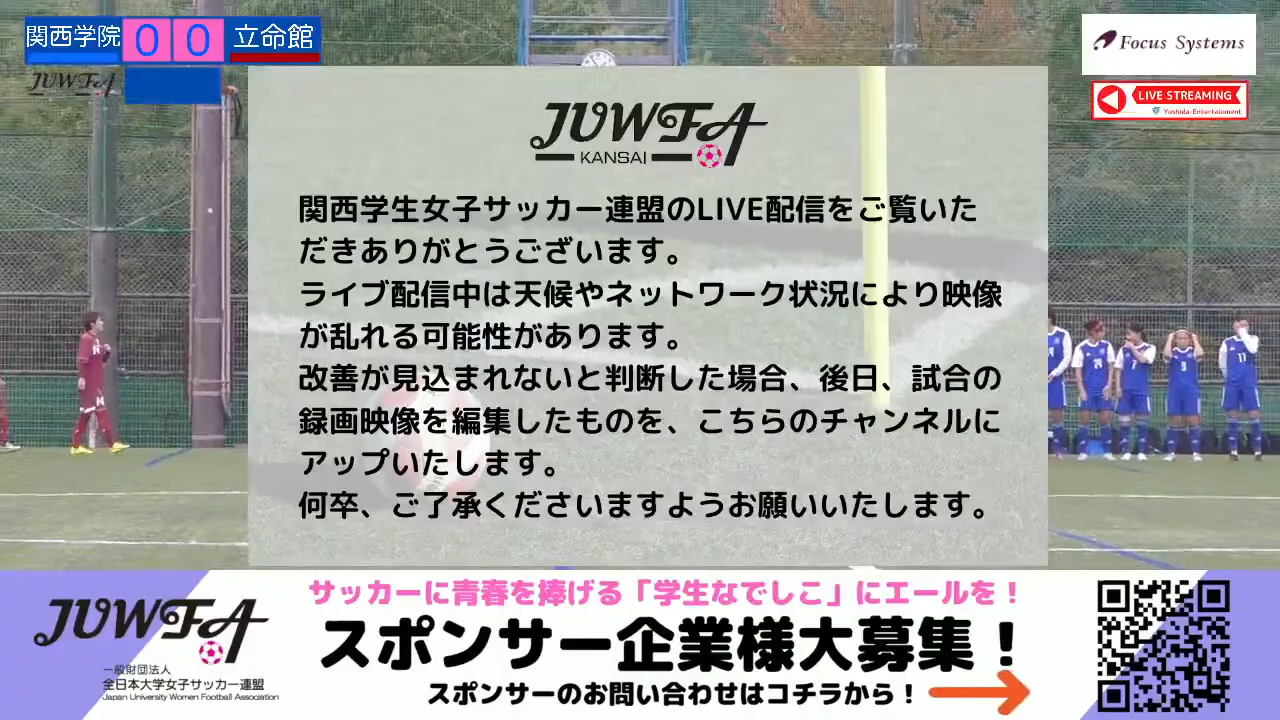 関西学院 0 0 立命館
JUWFA
Focus Systems
LIVE STREAMING
Yoshida-Entertainment
JUWFA
KANSAI
関西学生女子サッカー連盟のLIVE配信をご覧いた
だきありがとうございます。
ライブ配信中は天候やネットワーク状況により映像
が乱れる可能性があります。
改善が見込まれないと判断した場合、後日、試合の
録画映像を編集したものを、こちらのチャンネルに
アップいたします。
何卒、ご了承くださいますようお願いいたします。
14
14
29
7
9
11
サッカーに青春を捧げる「学生なでしこ」にエールを！
スポンサー企業様大募集！
スポンサーのお問い合わせはコチラから！
JUWFA
一般財団法人
全日本大学女子サッカー連盟
Japan University Women Football Association